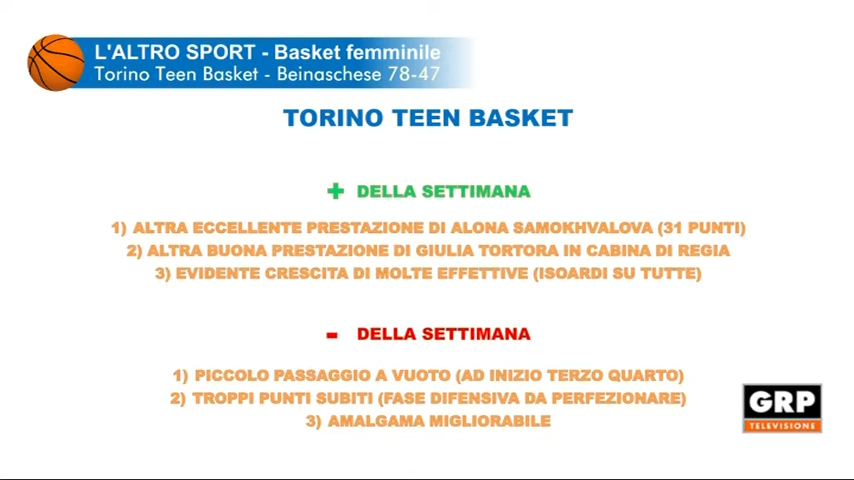 L'ALTRO SPORT - Basket femminile
Torino Teen Basket - Beinaschese 78-47
TORINO TEEN BASKET
+ DELLA SETTIMANA
1) ALTRA ECCELLENTE PRESTAZIONE DI ALONA SAMOKHVALOVA (31 PUNTI)
2) ALTRA BUONA PRESTAZIONE DI GIULIA TORTORA IN CABINA DI REGIA
3) EVIDENTE CRESCITA DI MOLTE EFFETTIVE (ISOARDI SU TUTTE)
- DELLA SETTIMANA
1) PICCOLO PASSAGGIO A VUOTO (AD INIZIO TERZO QUARTO)
2) TROPPI PUNTI SUBITI (FASE DIFENSIVA DA PERFEZIONARE)
3) AMALGAMA MIGLIORABILE
GRP
TELEVISIONE